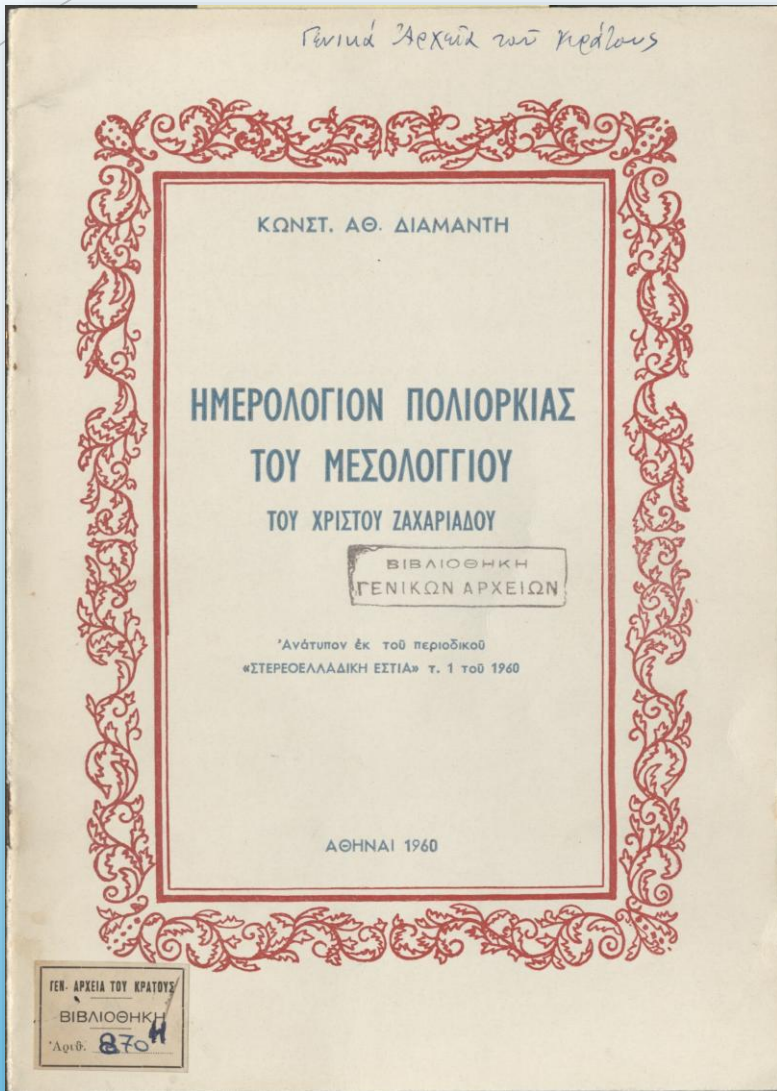 Γενικά Ἀρχεῖα τοῦ Κράτους
ΚΩΝΣΤ. ΑΘ. ΔΙΑΜΑΝΤΗ
ΗΜΕΡΟΛΟΓΙΟΝ ΠΟΛΙΟΡΚΙΑΣ
ΤΟΥ ΜΕΣΟΛΟΓΓΙΟΥ
ΤΟΥ ΧΡΙΣΤΟΥ ΖΑΧΑΡΙΑΔΟΥ
ΒΙΒΛΙΟΘΗΚΗ
ΓΕΝΙΚΩΝ ΑΡΧΕΙΩΝ
Ἀνάτυπον ἐκ τοῦ περιοδικοῦ
«ΣΤΕΡΕΟΕΛΛΑΔΙΚΗ ΕΣΤΙΑ» τ. 1 τοῦ 1960
ΑΘΗΝΑΙ 1960
ΓΕΝ. ΑΡΧΕΙΑ ΤΟΥ ΚΡΑΤΟΥΣ
ΒΙΒΛΙΟΘΗΚΗ
Ἀριθ. 870 Η